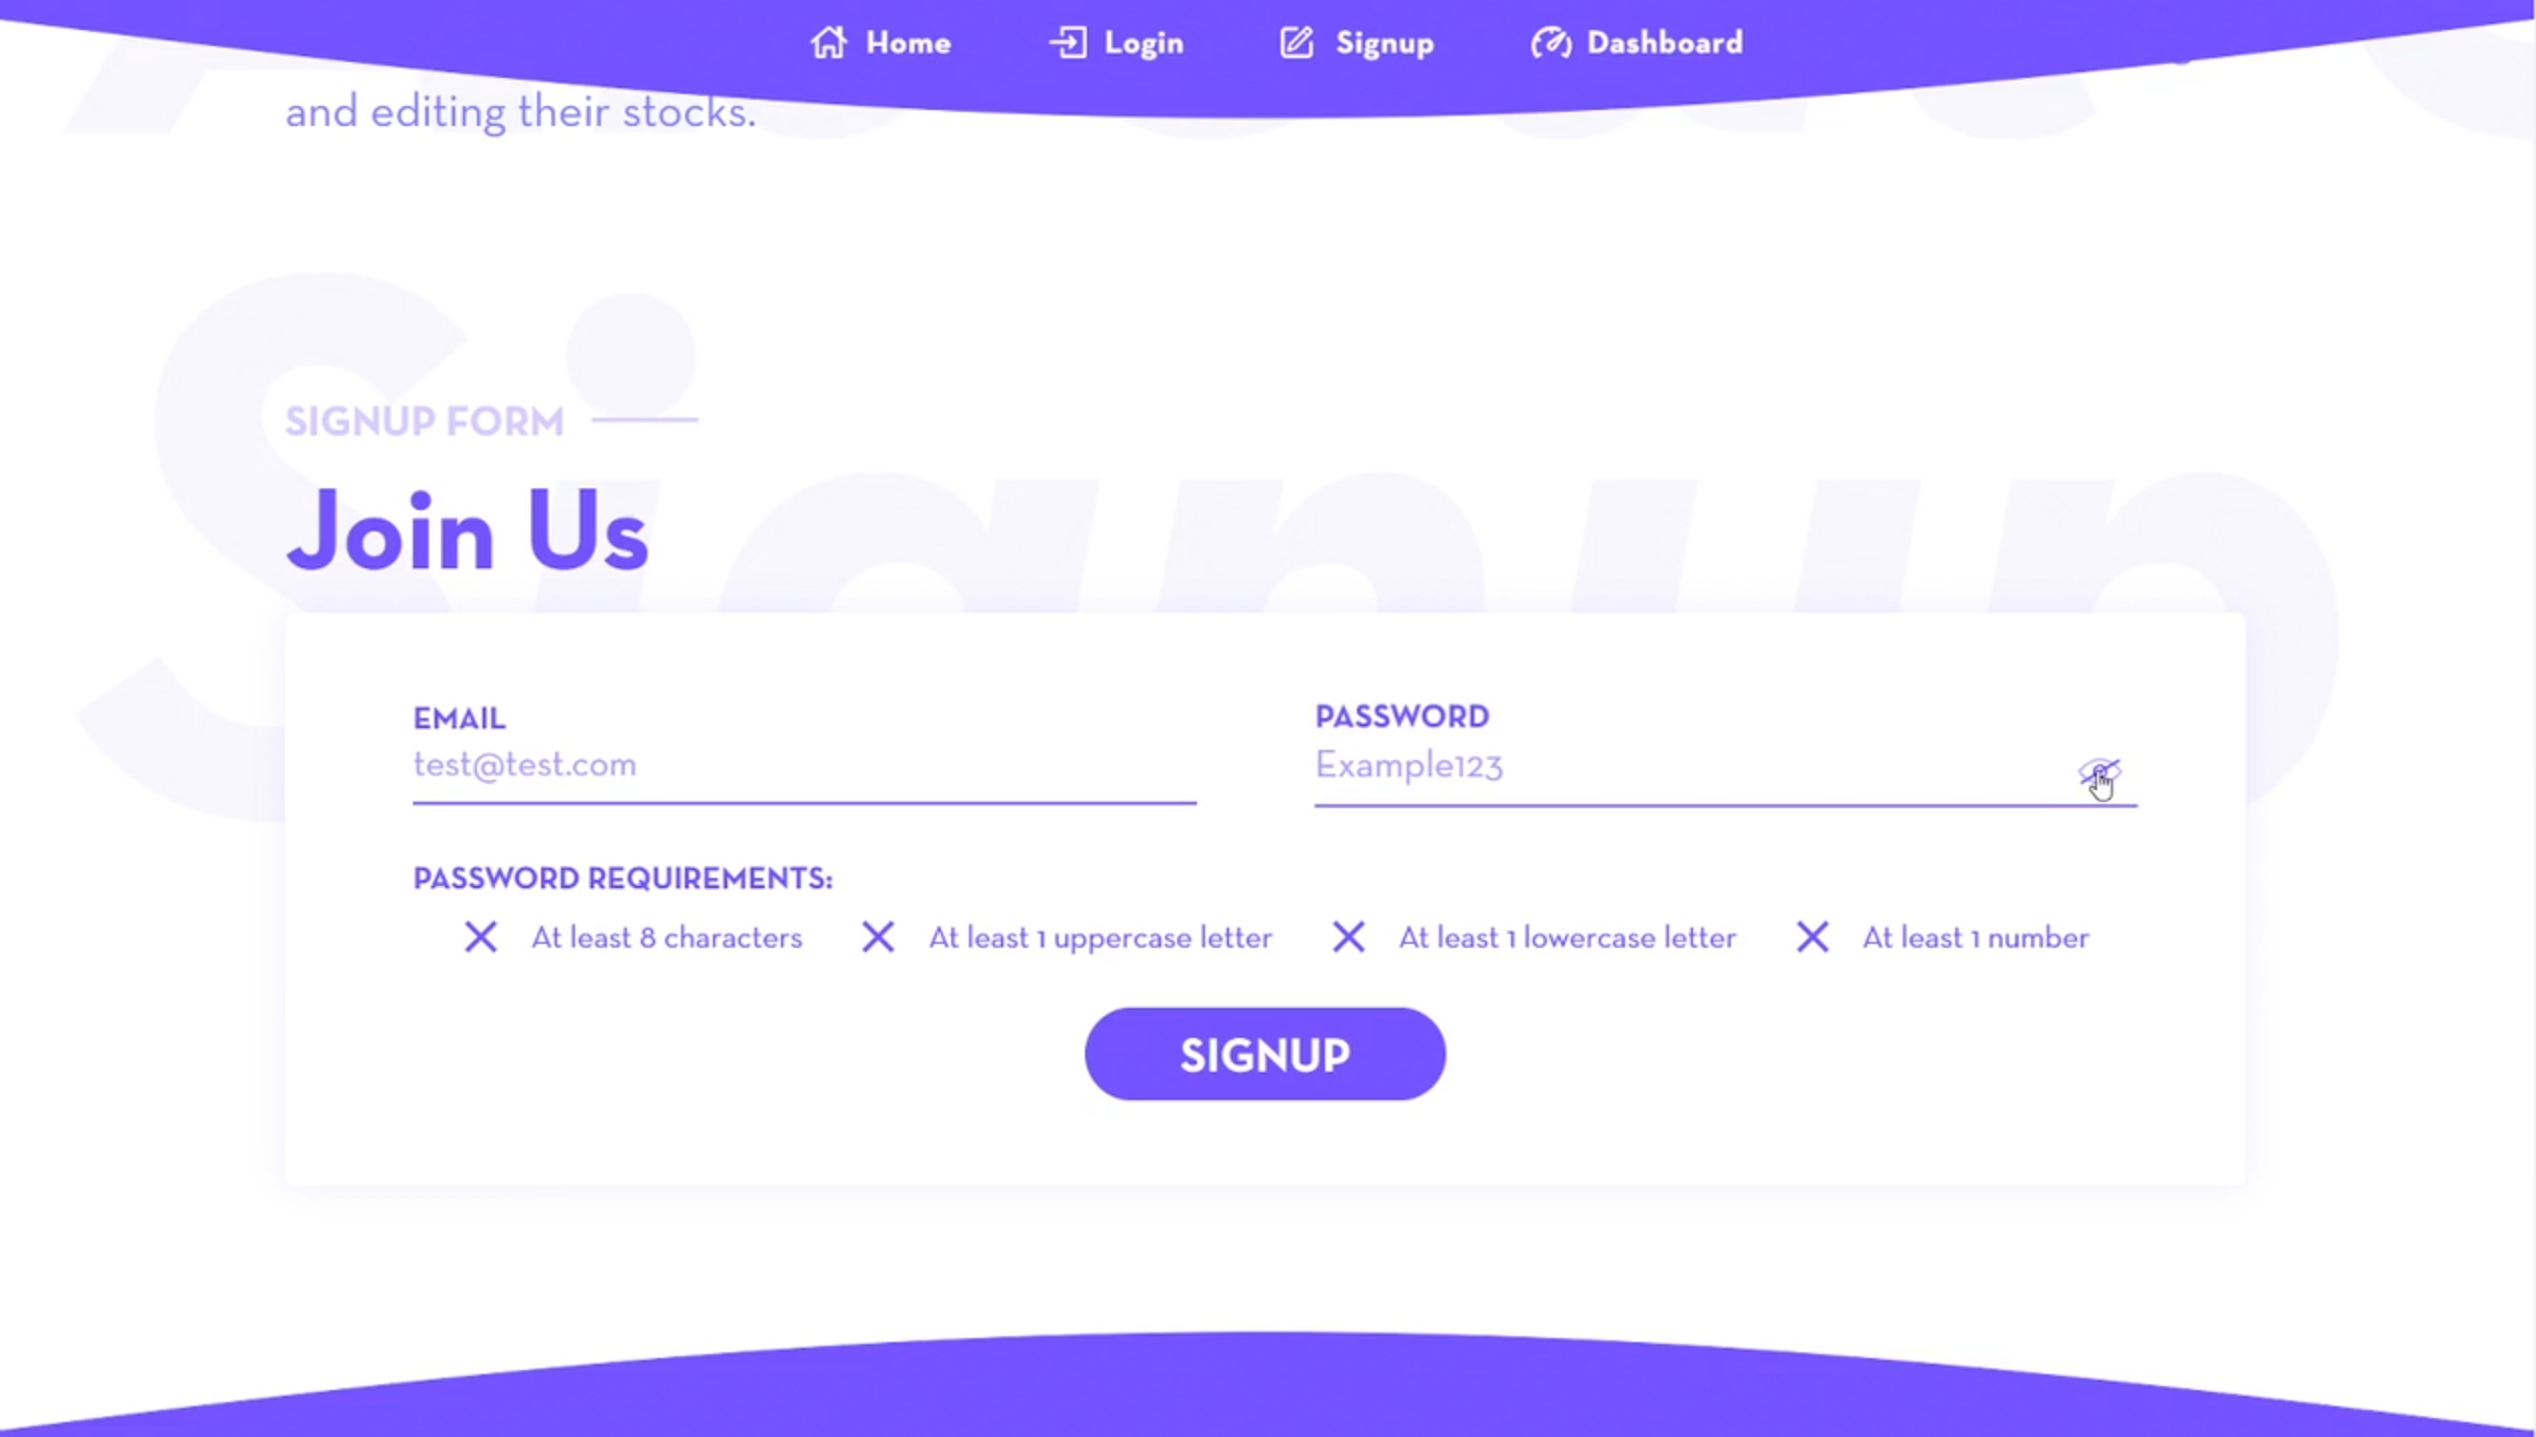 Home Login Signup Dashboard
and editing their stocks.
Signup
SIGNUP FORM
Join Us
EMAIL
PASSWORD
test@test.com
Example123
PASSWORD REQUIREMENTS:
At least 8 characters At least 1 uppercase letter At least 1 lowercase letter At least 1 number
SIGNUP